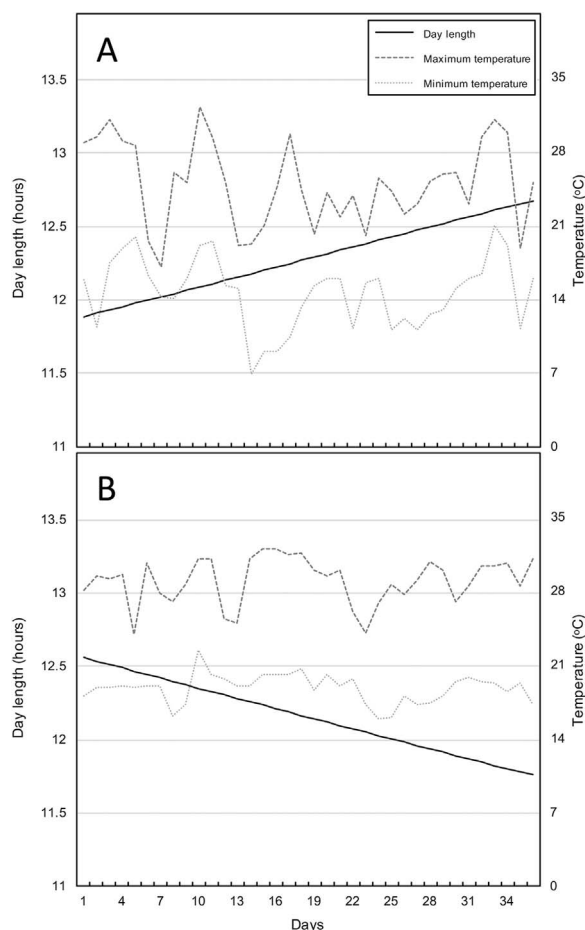 A
Day length
Maximum temperature
Minimum temperature
13.5
13
12.5
12
11.5
11
Day length (hours)
35
28
21
14
7
0
Temperature (ºC)
B
13.5
13
12.5
12
11.5
11
Day length (hours)
35
28
21
14
7
0
Temperature (ºC)
1 4 7 10 13 16 19 22 25 28 31 34
Days